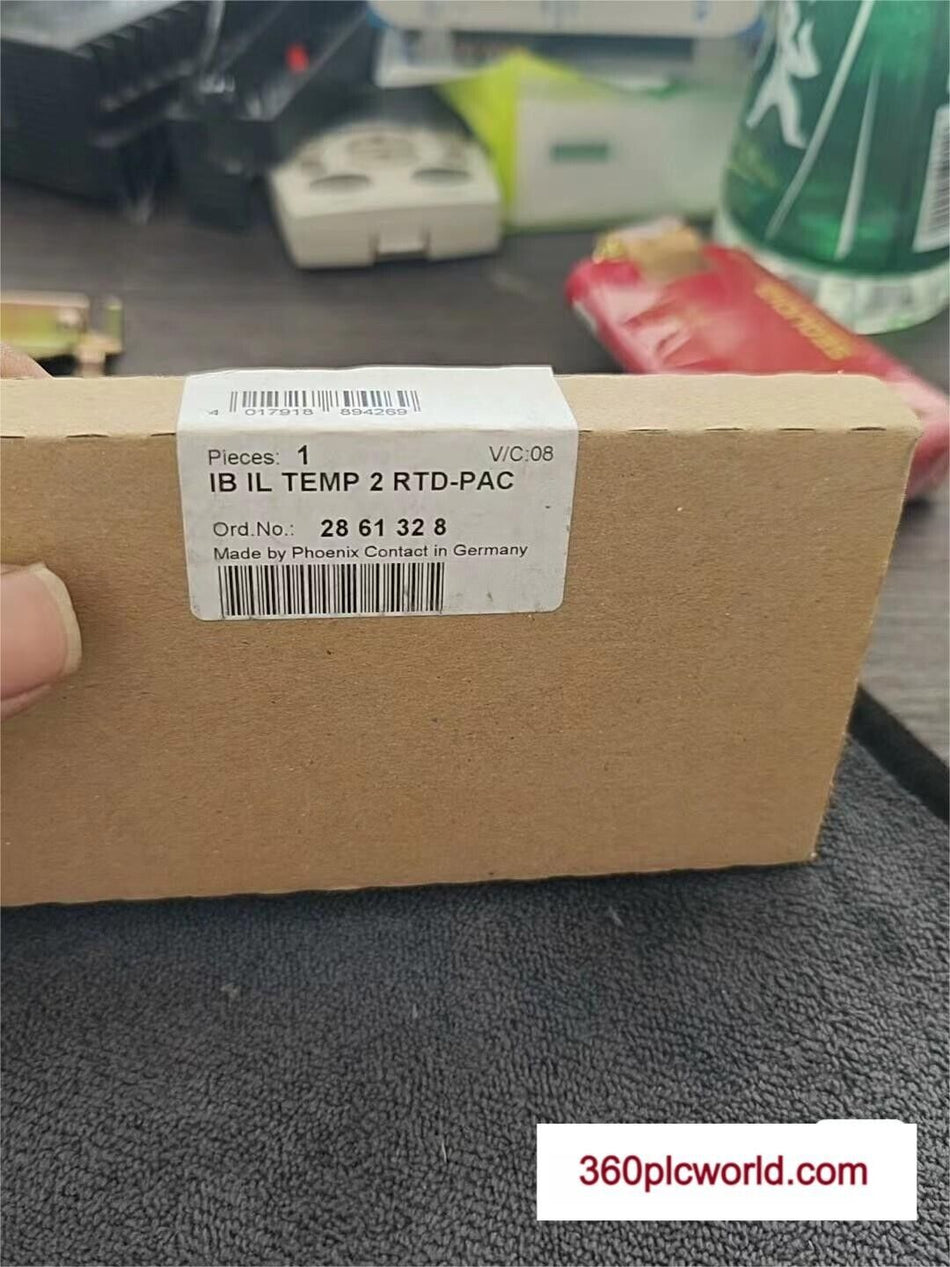 4 017918 894269
Pieces: 1 V/C:08
IB IL TEMP 2 RTD-PAC
Ord.No.: 28 61 32 8
Made by Phoenix Contact in Germany
360plcworld.com